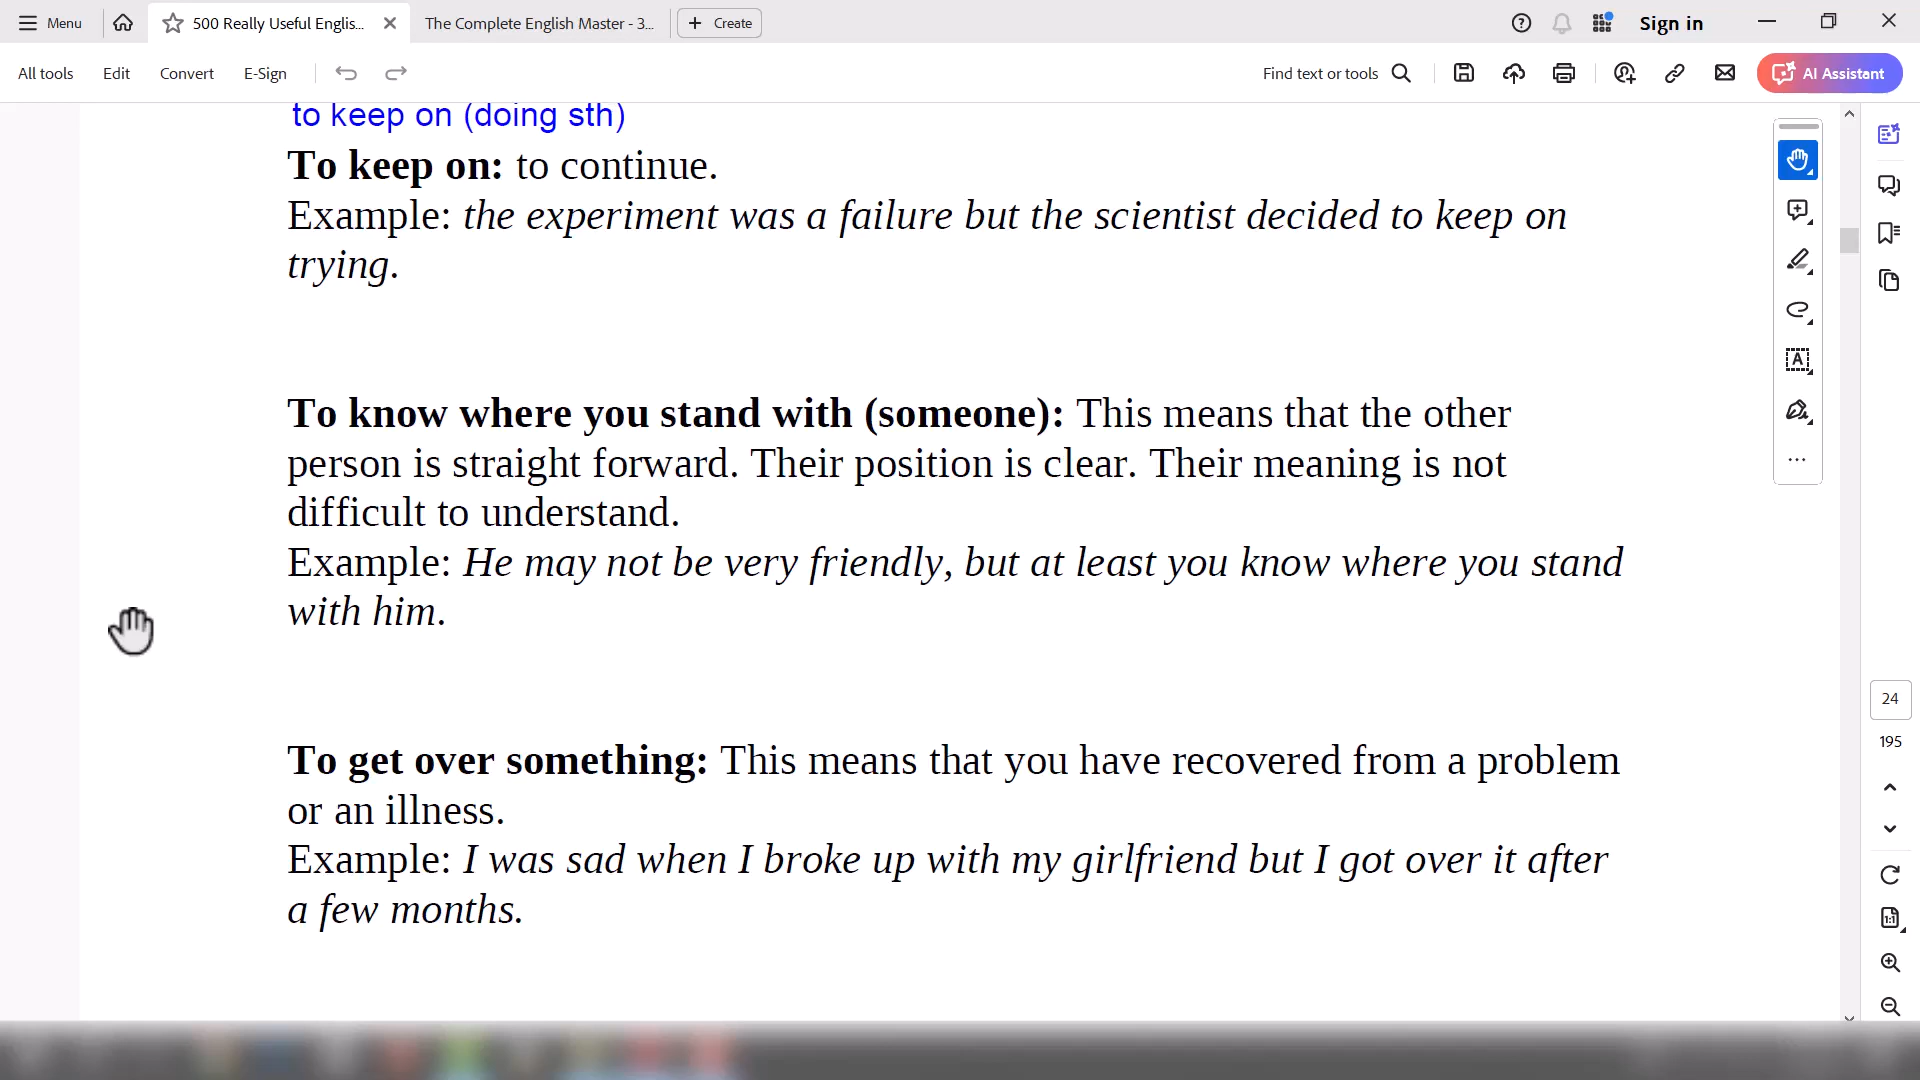 Menu
500 Really Useful Englis...
The Complete English Master - 3...
Create
Sign in
All tools
Edit
Convert
E-Sign
Find text or tools
AI Assistant
to keep on (doing sth)
To keep on: to continue.
Example: the experiment was a failure but the scientist decided to keep on
trying.
To know where you stand with (someone): This means that the other
person is straight forward. Their position is clear. Their meaning is not
difficult to understand.
Example: He may not be very friendly, but at least you know where you stand
with him.
To get over something: This means that you have recovered from a problem
or an illness.
Example: I was sad when I broke up with my girlfriend but I got over it after
a few months.
24
195